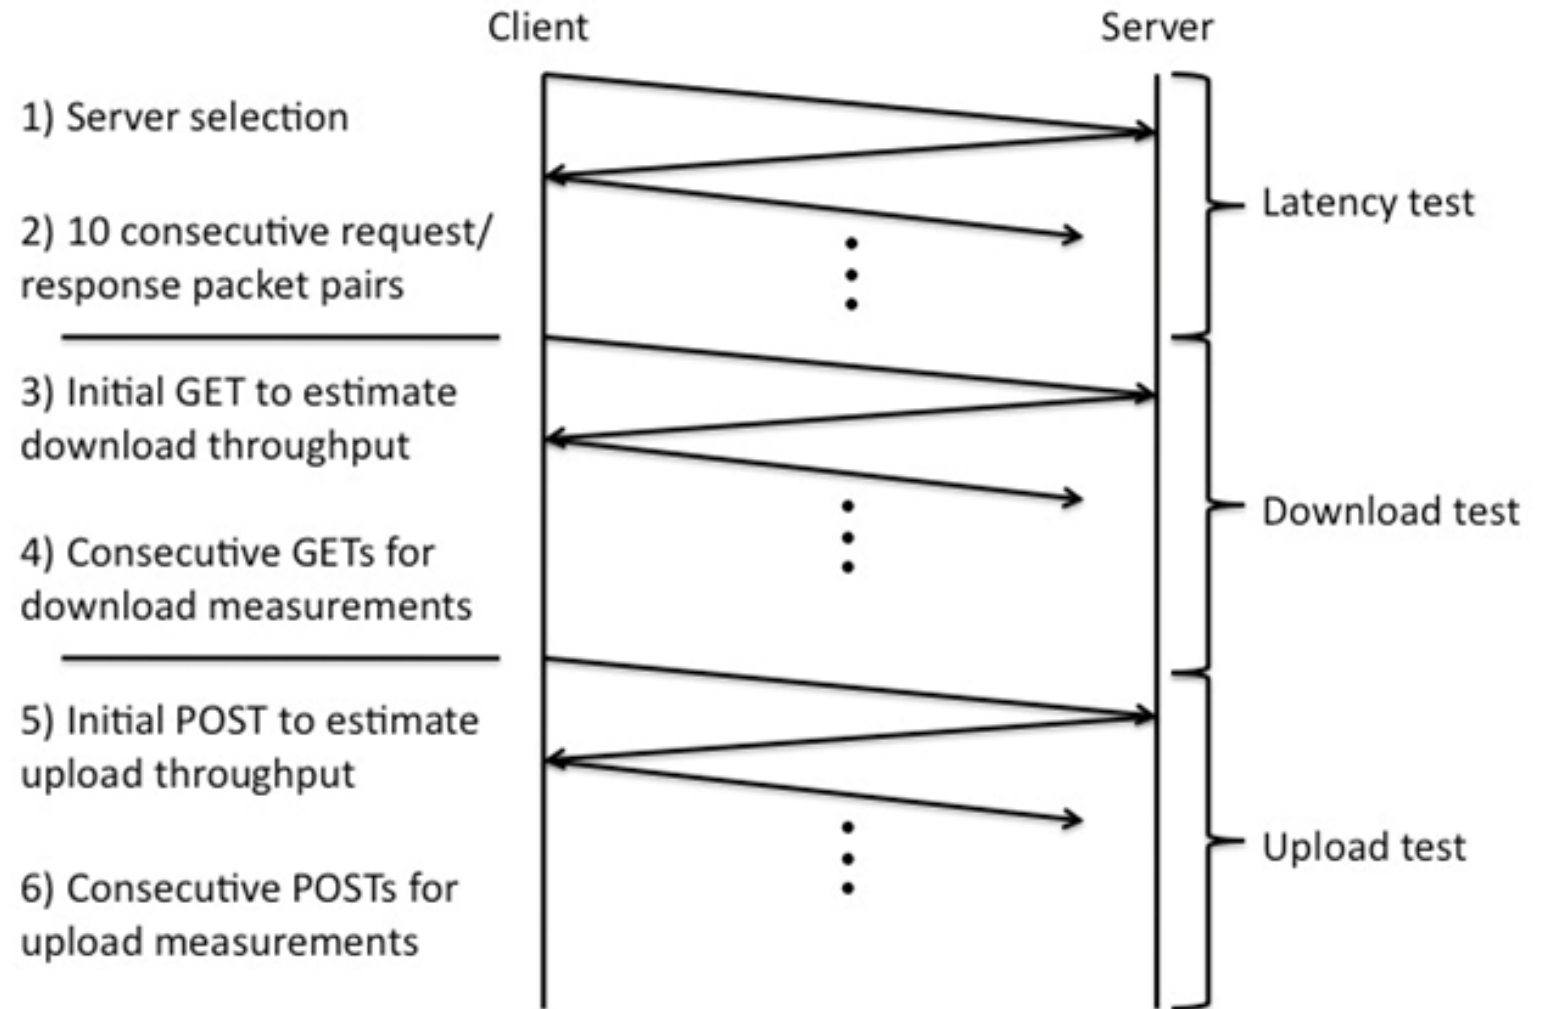 Client
Server
1) Server selection
2) 10 consecutive request/
response packet pairs
Latency test
3) Initial GET to estimate
download throughput
4) Consecutive GETs for
download measurements
Download test
5) Initial POST to estimate
upload throughput
6) Consecutive POSTs for
upload measurements
Upload test